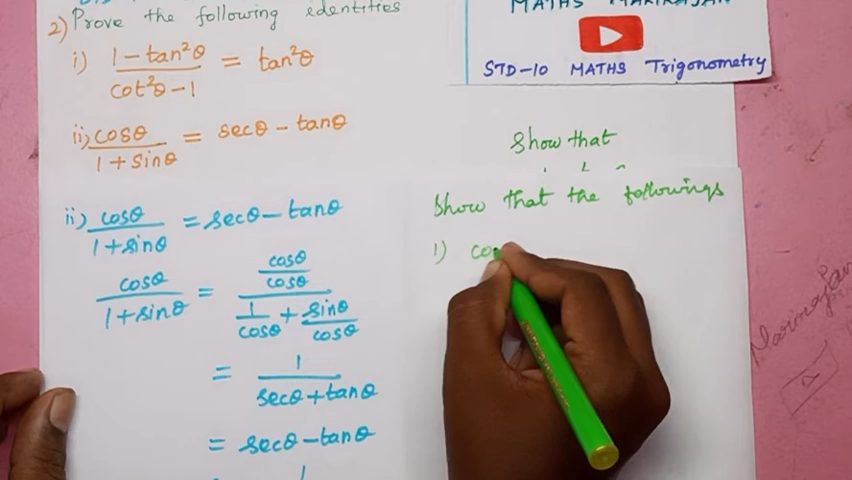 2) Prove the following identities
i) 1 - tan²θ / cot²θ - 1 = tan²θ
ii) cosθ / 1 + sinθ = secθ - tanθ
ii) cosθ / 1 + sinθ = secθ - tanθ
cosθ / 1 + sinθ = cosθ/cosθ / 1/cosθ + sinθ/cosθ
= 1 / secθ + tanθ
= secθ - tanθ
MATHS
STD-10 MATHS Trigonometry
Show that
Show that the followings
1) co